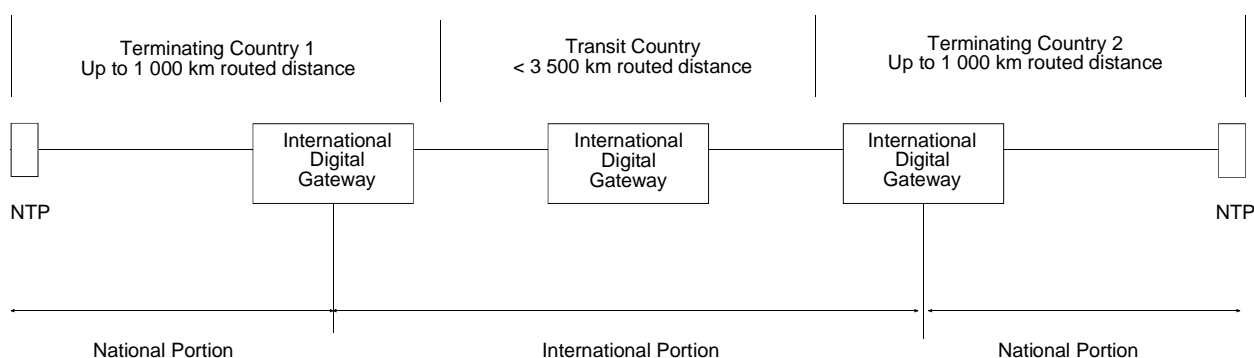 Terminating Country 1
Up to 1 000 km routed distance
Transit Country
< 3 500 km routed distance
Terminating Country 2
Up to 1 000 km routed distance
International
Digital
Gateway
International
Digital
Gateway
International
Digital
Gateway
NTP
NTP
National Portion
International Portion
National Portion